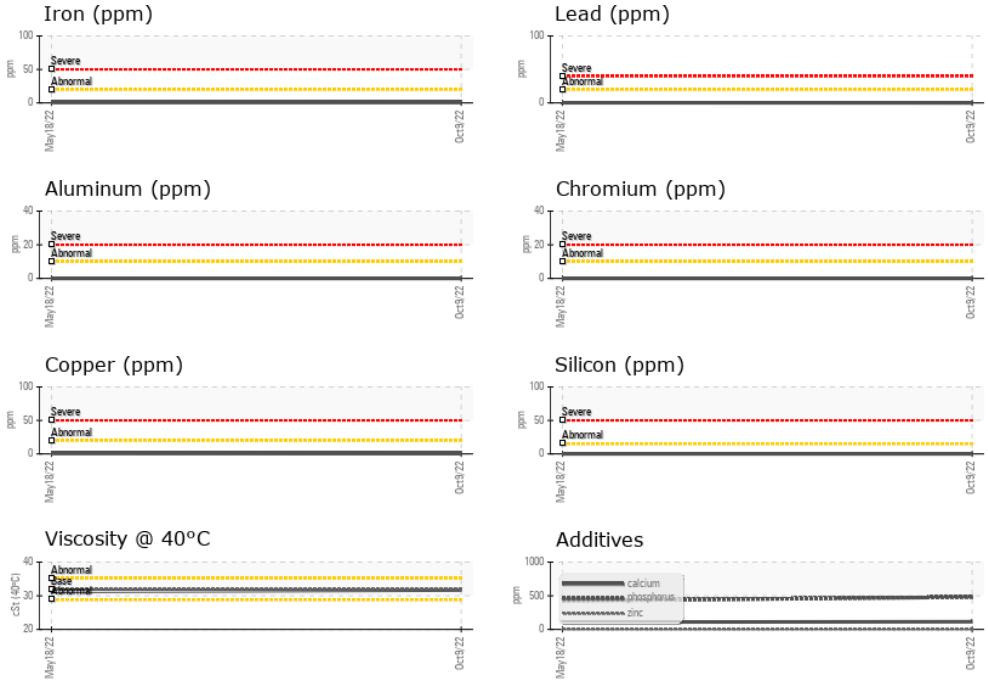 Iron (ppm)
100
50
0
ppm
Severe
Abnormal
May18/22
Oct9/22
Lead (ppm)
100
50
0
ppm
Severe
Abnormal
May18/22
Oct9/22
Aluminum (ppm)
40
20
0
ppm
Severe
Abnormal
May18/22
Oct9/22
Chromium (ppm)
40
20
0
ppm
Severe
Abnormal
May18/22
Oct9/22
Copper (ppm)
100
50
0
ppm
Severe
Abnormal
May18/22
Oct9/22
Silicon (ppm)
100
50
0
ppm
Severe
Abnormal
May18/22
Oct9/22
Viscosity @ 40°C
40
30
20
cSt (40°C)
Abnormal
Base
Abnormal
May18/22
Oct9/22
Additives
1000
500
0
ppm
calcium
phosphorus
zinc
May18/22
Oct9/22